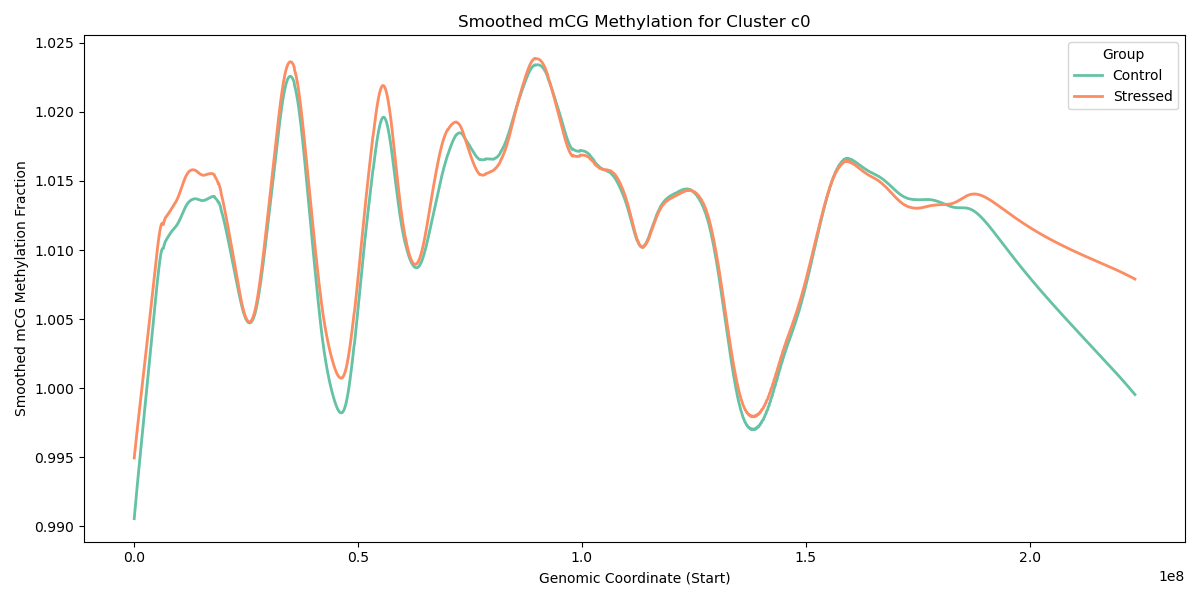 Smoothed mCG Methylation for Cluster c0
Smoothed mCG Methylation Fraction
1.025
1.020
1.015
1.010
1.005
1.000
0.995
0.990
Group
Control
Stressed
0.0
0.5
1.0
1.5
2.0
1e8
Genomic Coordinate (Start)